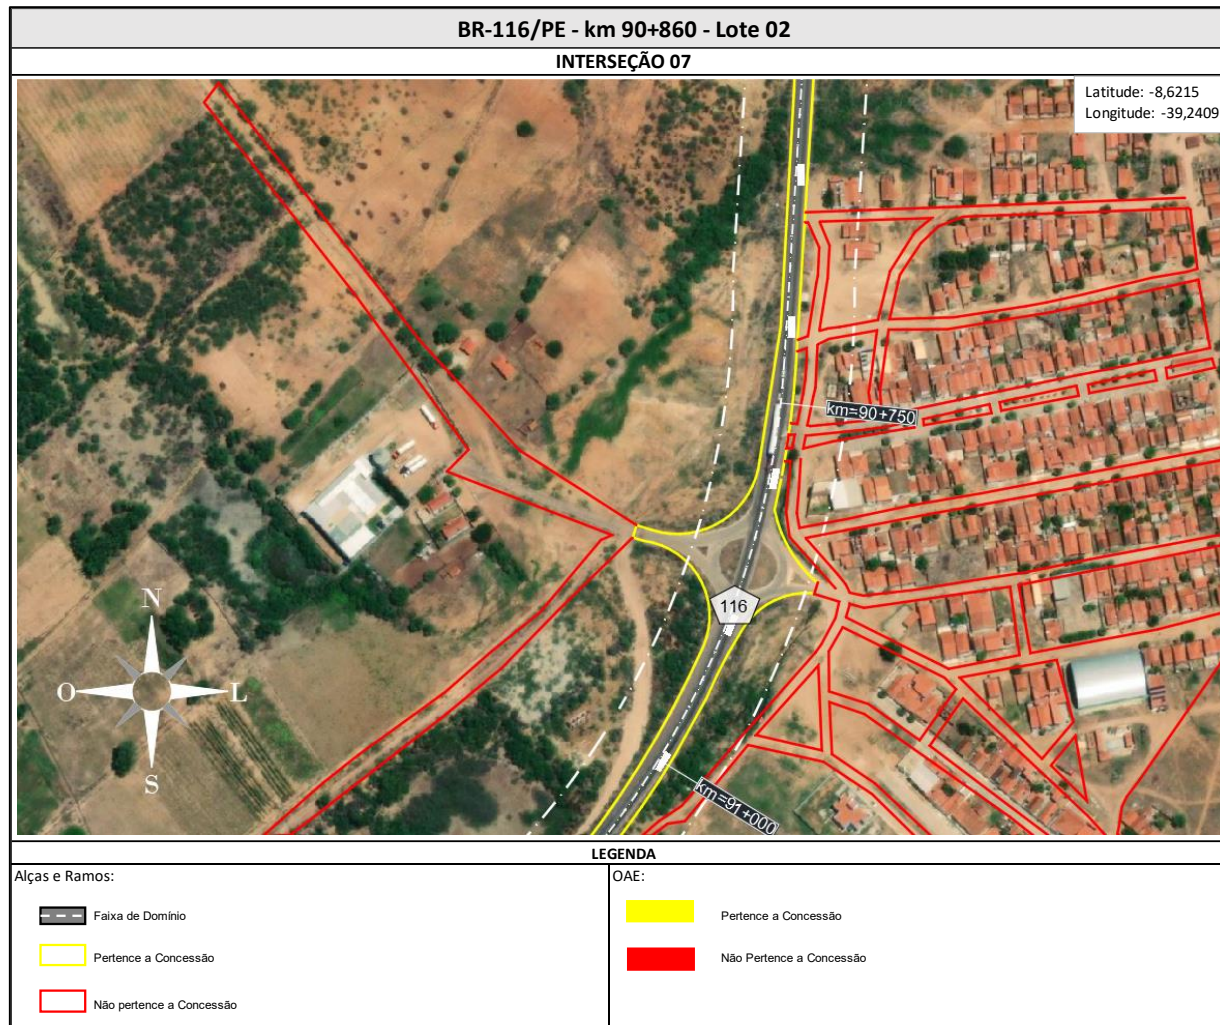 BR-116/PE - km 90+860 - Lote 02
INTERSEÇÃO 07
Latitude: -8,6215
Longitude: -39,2409
km=90+750
116
N
O
L
S
km=91+000
LEGENDA
Alças e Ramos:
Faixa de Domínio
Pertence a Concessão
Não pertence a Concessão
OAE:
Pertence a Concessão
Não Pertence a Concessão